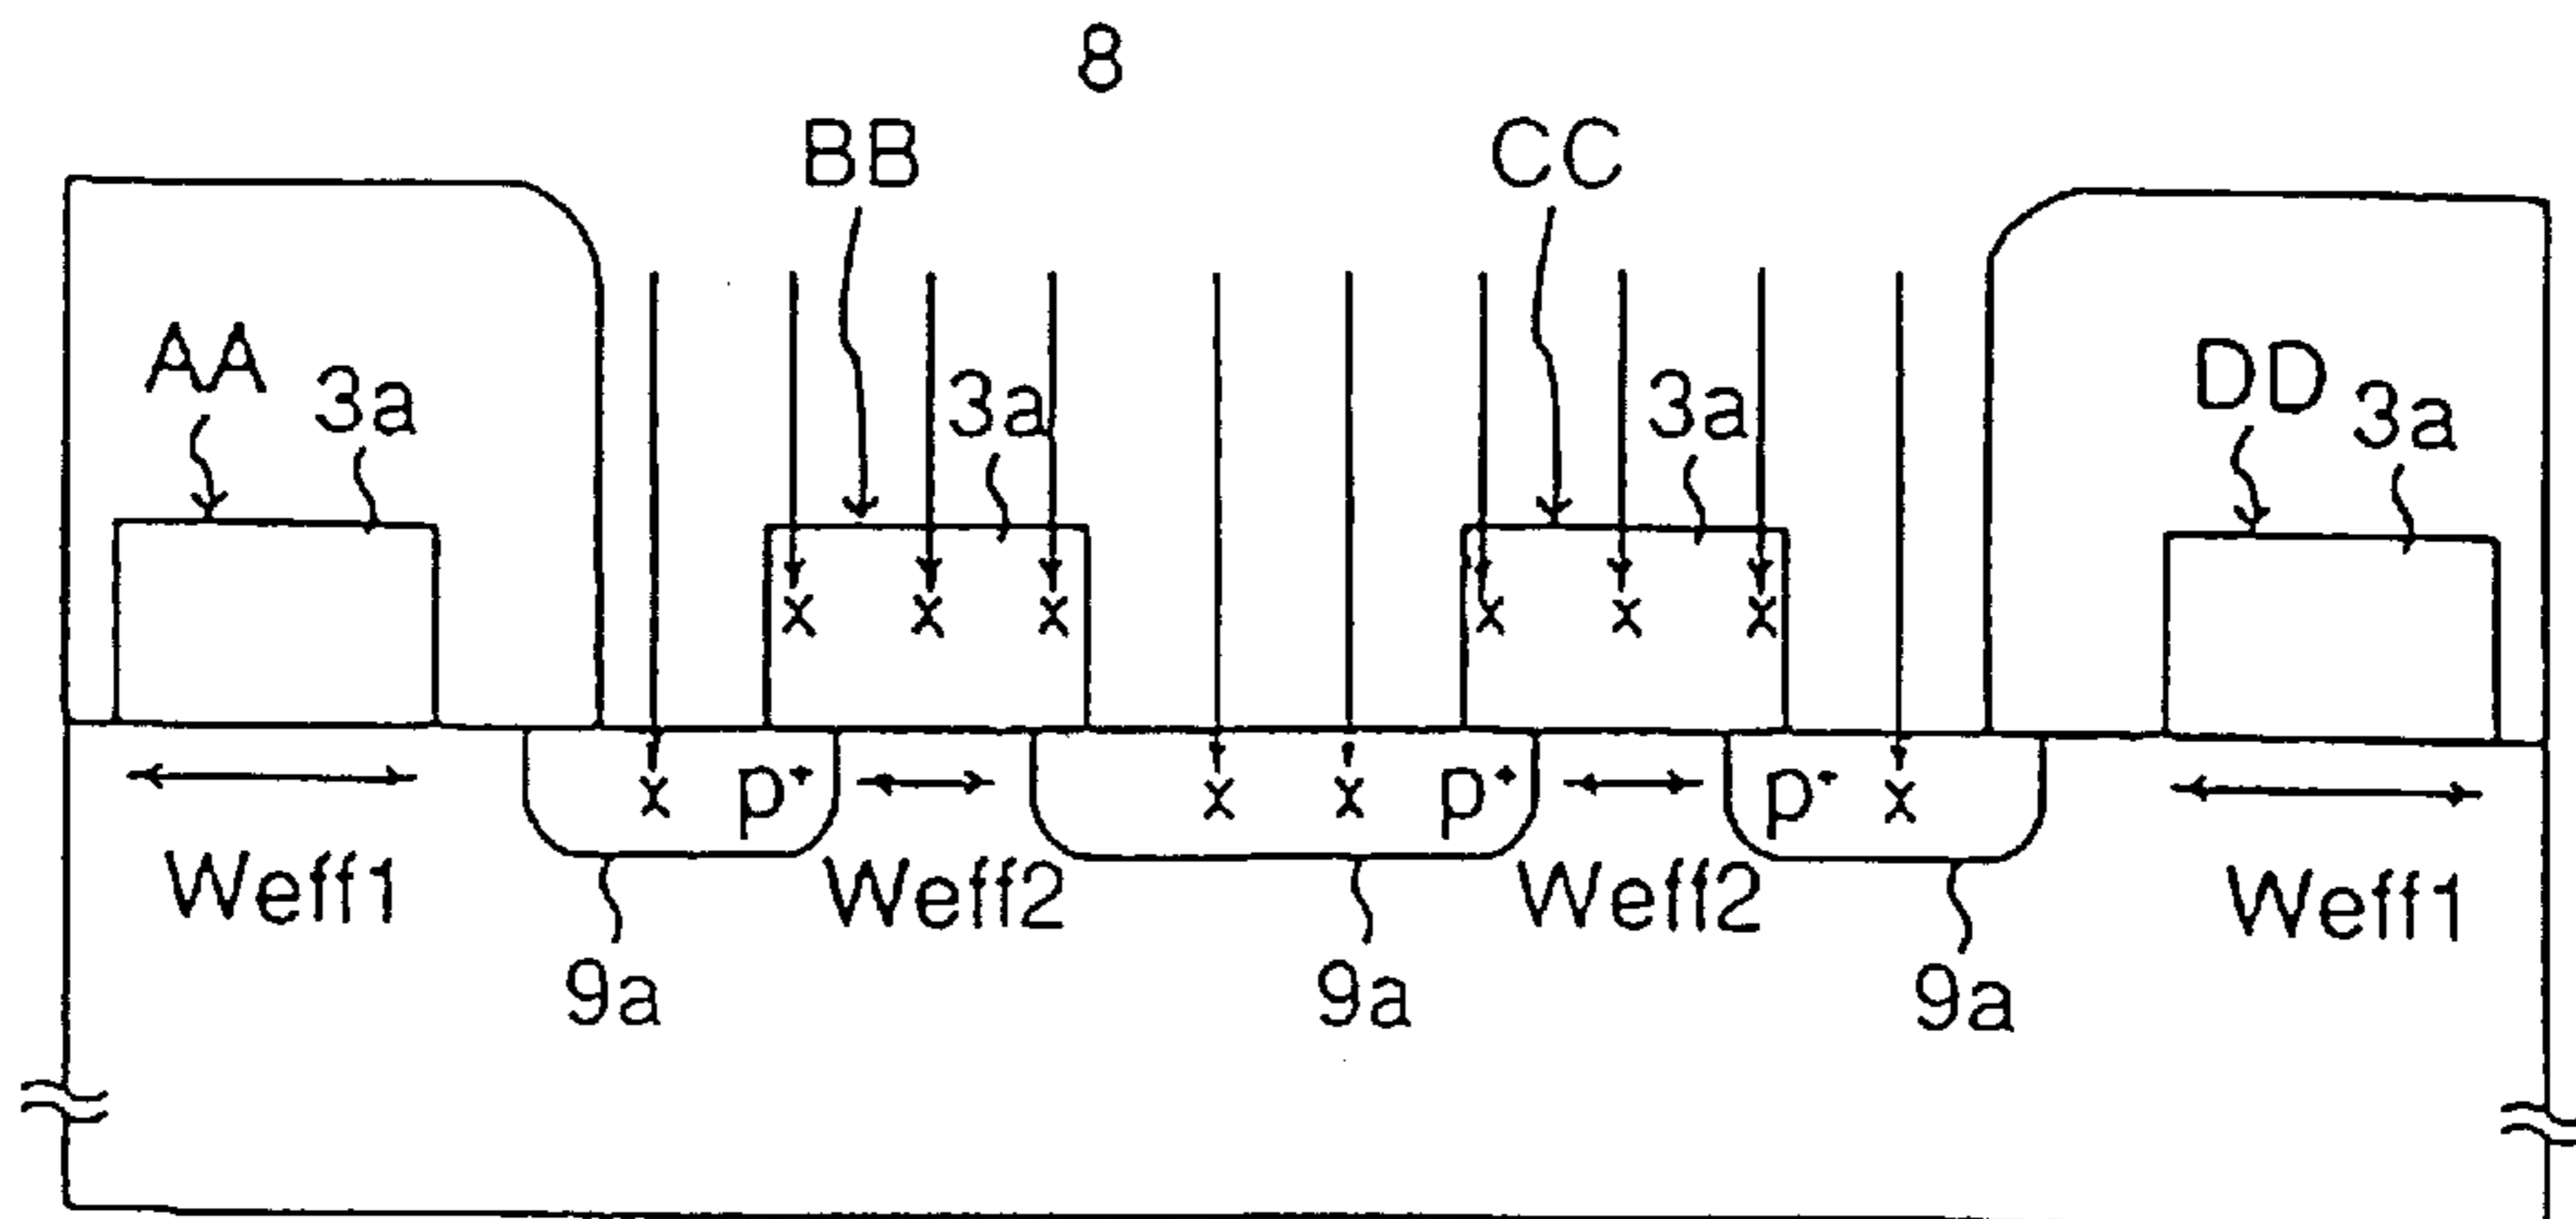 8
BB CC
AA 3a 3a 3a DD 3a
x x x x x x
x p⁺ x x p⁺ p⁺ x
Weff1 Weff2 Weff2 Weff1
9a 9a 9a